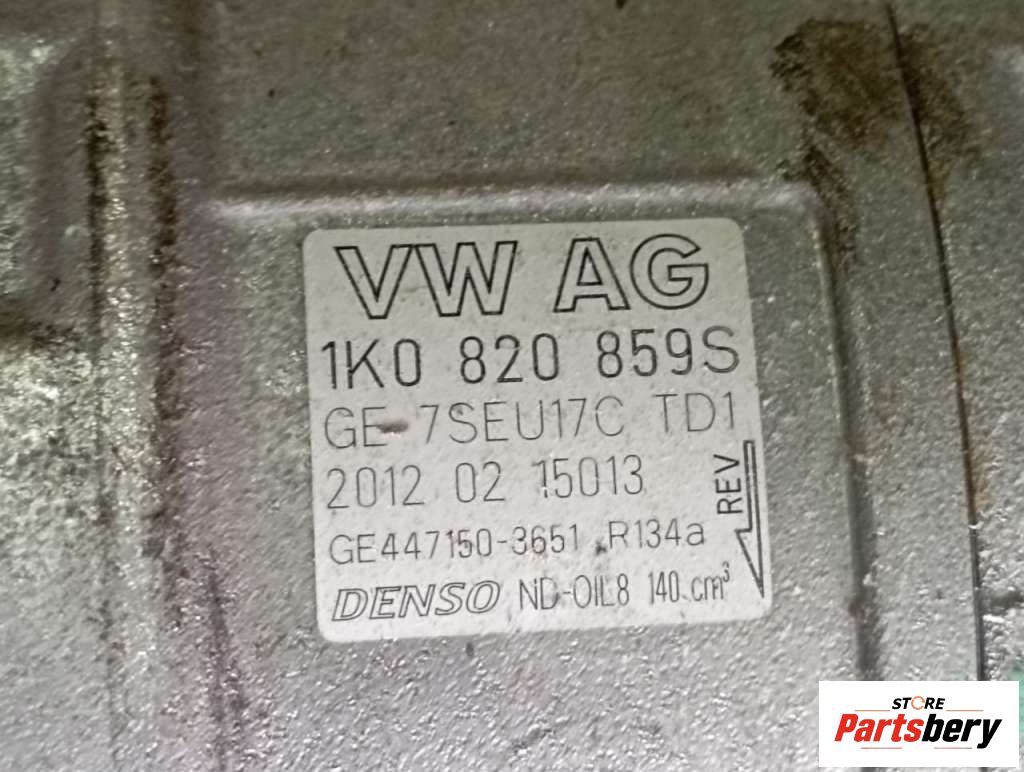 VW AG
1K0 820 859S
GE 7SEU17C TD1
2012 02 15013
REV
GE447150-3651 R134a
DENSO ND-OIL8 140 cm³
STORE
Partsbery